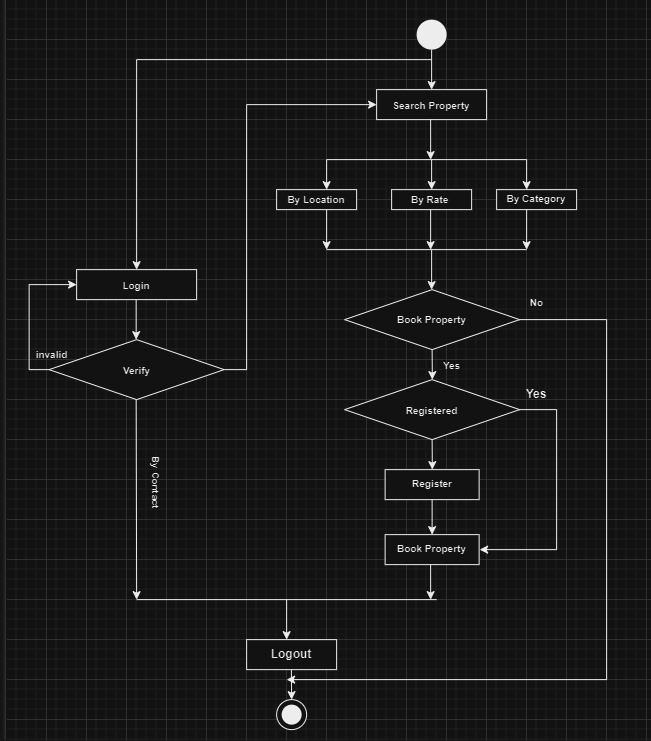 Search Property
By Location
By Rate
By Category
Login
No
Book Property
invalid
Verify
Yes
Yes
Registered
By Contact
Register
Book Property
Logout